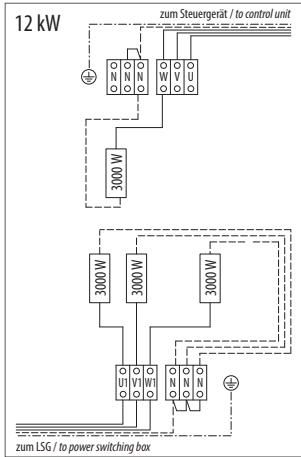 12 kW
zum Steuergerät / to control unit
N N N W V U
3000 W
3000 W 3000 W 3000 W
U1 V1 W1 N N N
zum LSG / to power switching box